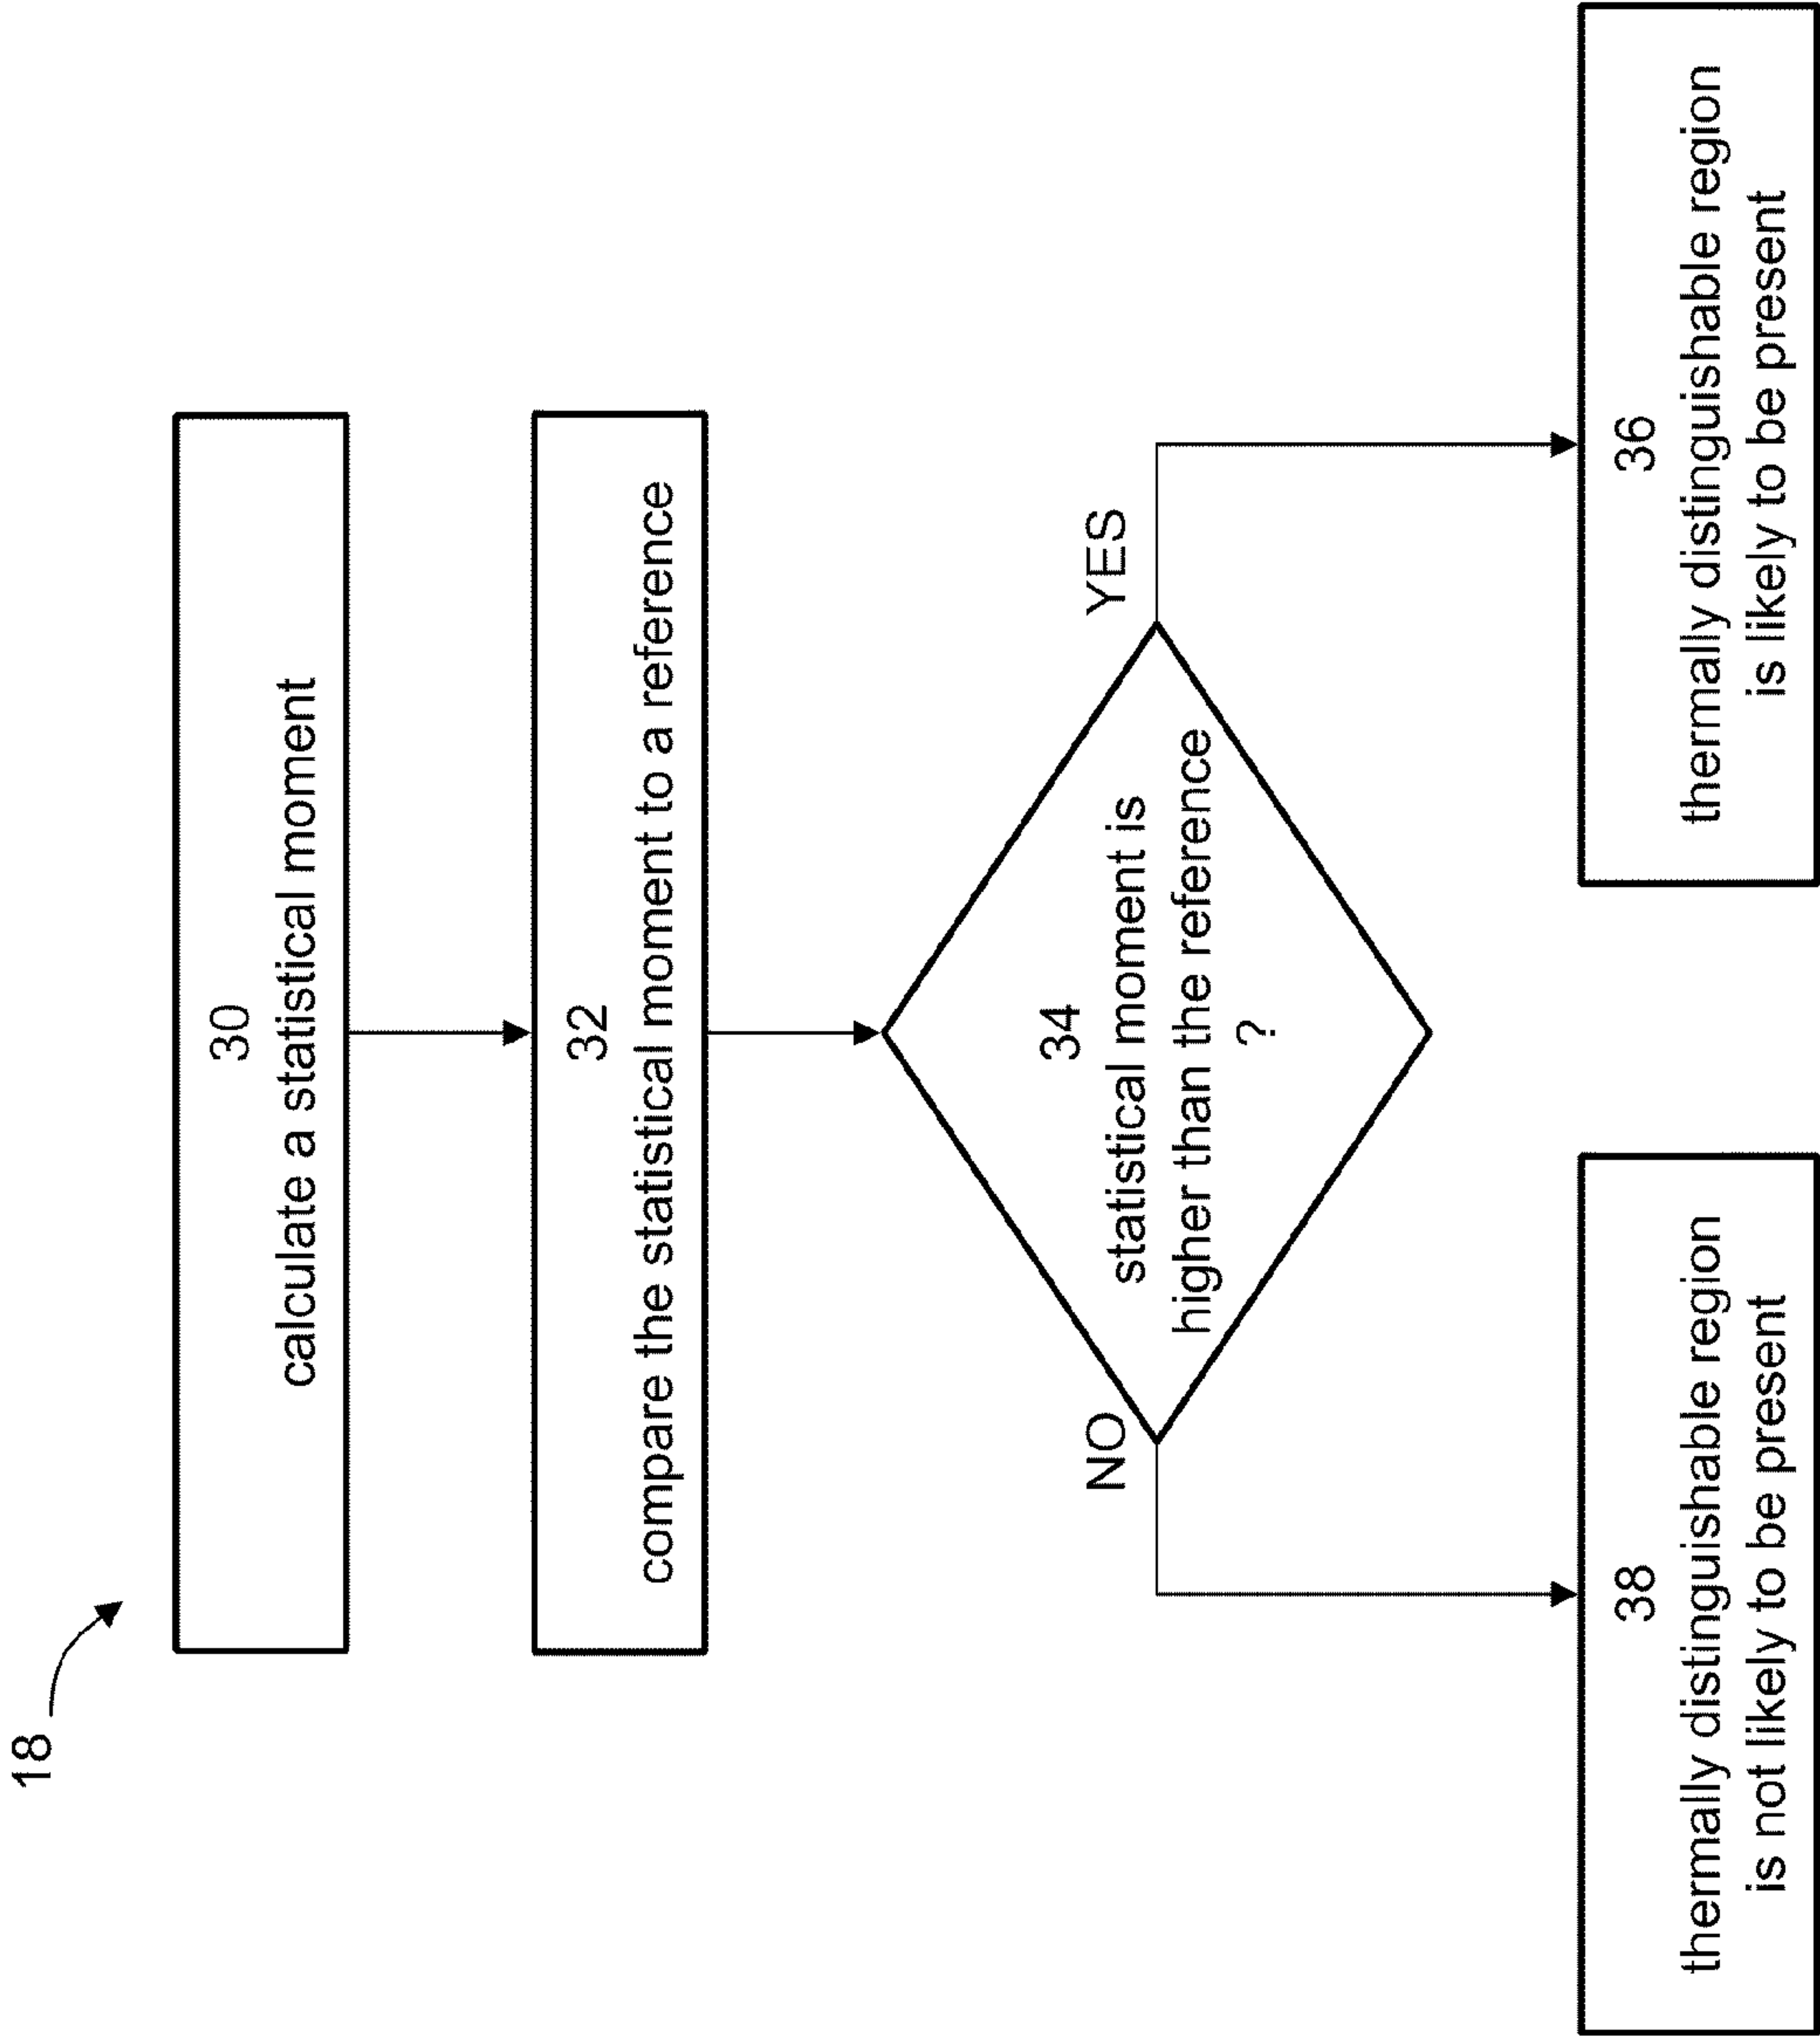 18
30
calculate a statistical moment
32
compare the statistical moment to a reference
34
statistical moment is
higher than the reference
?
NO
YES
38
thermally distinguishable region
is not likely to be present
36
thermally distinguishable region
is likely to be present